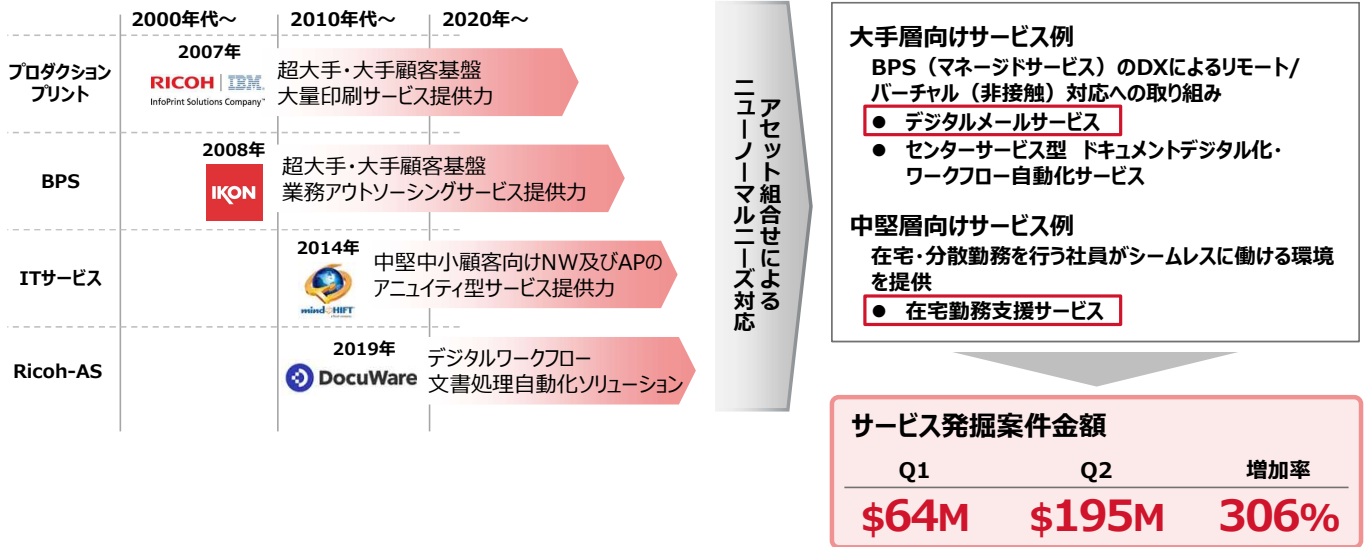 2000年代～ 2010年代～ 2020年～
プロダクション
プリント
2007年
RICOH | IBM.
InfoPrint Solutions Company™
超大手・大手顧客基盤
大量印刷サービス提供力
BPS
2008年
IKON
超大手・大手顧客基盤
業務アウトソーシングサービス提供力
ITサービス
2014年
mindSHIFT
中堅中小顧客向けNW及びAPの
アニュイティ型サービス提供力
Ricoh-AS
2019年
DocuWare
デジタルワークフロー
文書処理自動化ソリューション
アセット組合せによる
ニューノーマルニーズ対応
大手層向けサービス例
BPS（マネージドサービス）のDXによるリモート/
バーチャル（非接触）対応への取り組み
● デジタルメールサービス
● センターサービス型 ドキュメントデジタル化・
ワークフロー自動化サービス
中堅層向けサービス例
在宅・分散勤務を行う社員がシームレスに働ける環境
を提供
● 在宅勤務支援サービス
サービス発掘案件金額
Q1 Q2 増加率
$64M $195M 306%